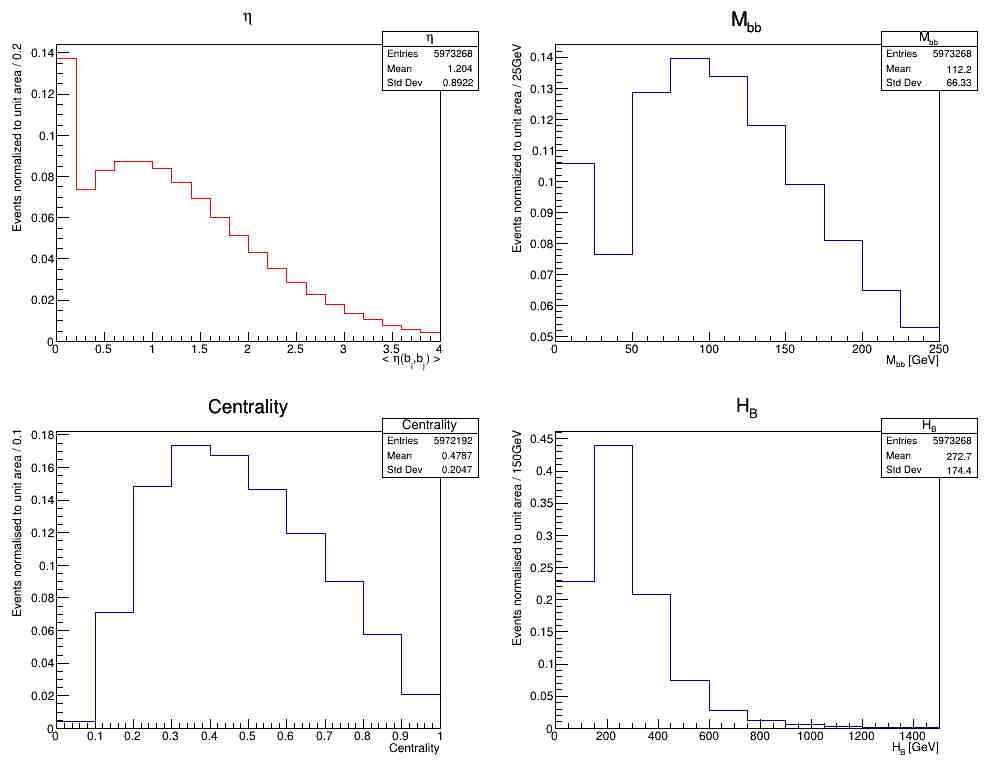 η
Events normalized to unit area / 0.2
0.14
0.12
0.1
0.08
0.06
0.04
0.02
0
0 0.5 1 1.5 2 2.5 3 3.5 4
< η(b_i,b_j) >
η
Entries 5973268
Mean 1.204
Std Dev 0.8922
M_bb
Events normalized to unit area / 25GeV
0.14
0.13
0.12
0.11
0.1
0.09
0.08
0.07
0.06
0.05
0 50 100 150 200 250
M_bb [GeV]
M_bb
Entries 5973268
Mean 112.2
Std Dev 66.33
Centrality
Events normalised to unit area / 0.1
0.18
0.16
0.14
0.12
0.1
0.08
0.06
0.04
0.02
0
0 0.1 0.2 0.3 0.4 0.5 0.6 0.7 0.8 0.9 1
Centrality
Centrality
Entries 5972192
Mean 0.4787
Std Dev 0.2047
H_B
Events normalised to unit area / 150GeV
0.45
0.4
0.35
0.3
0.25
0.2
0.15
0.1
0.05
0
0 200 400 600 800 1000 1200 1400
H_B [GeV]
H_B
Entries 5973268
Mean 272.7
Std Dev 174.4